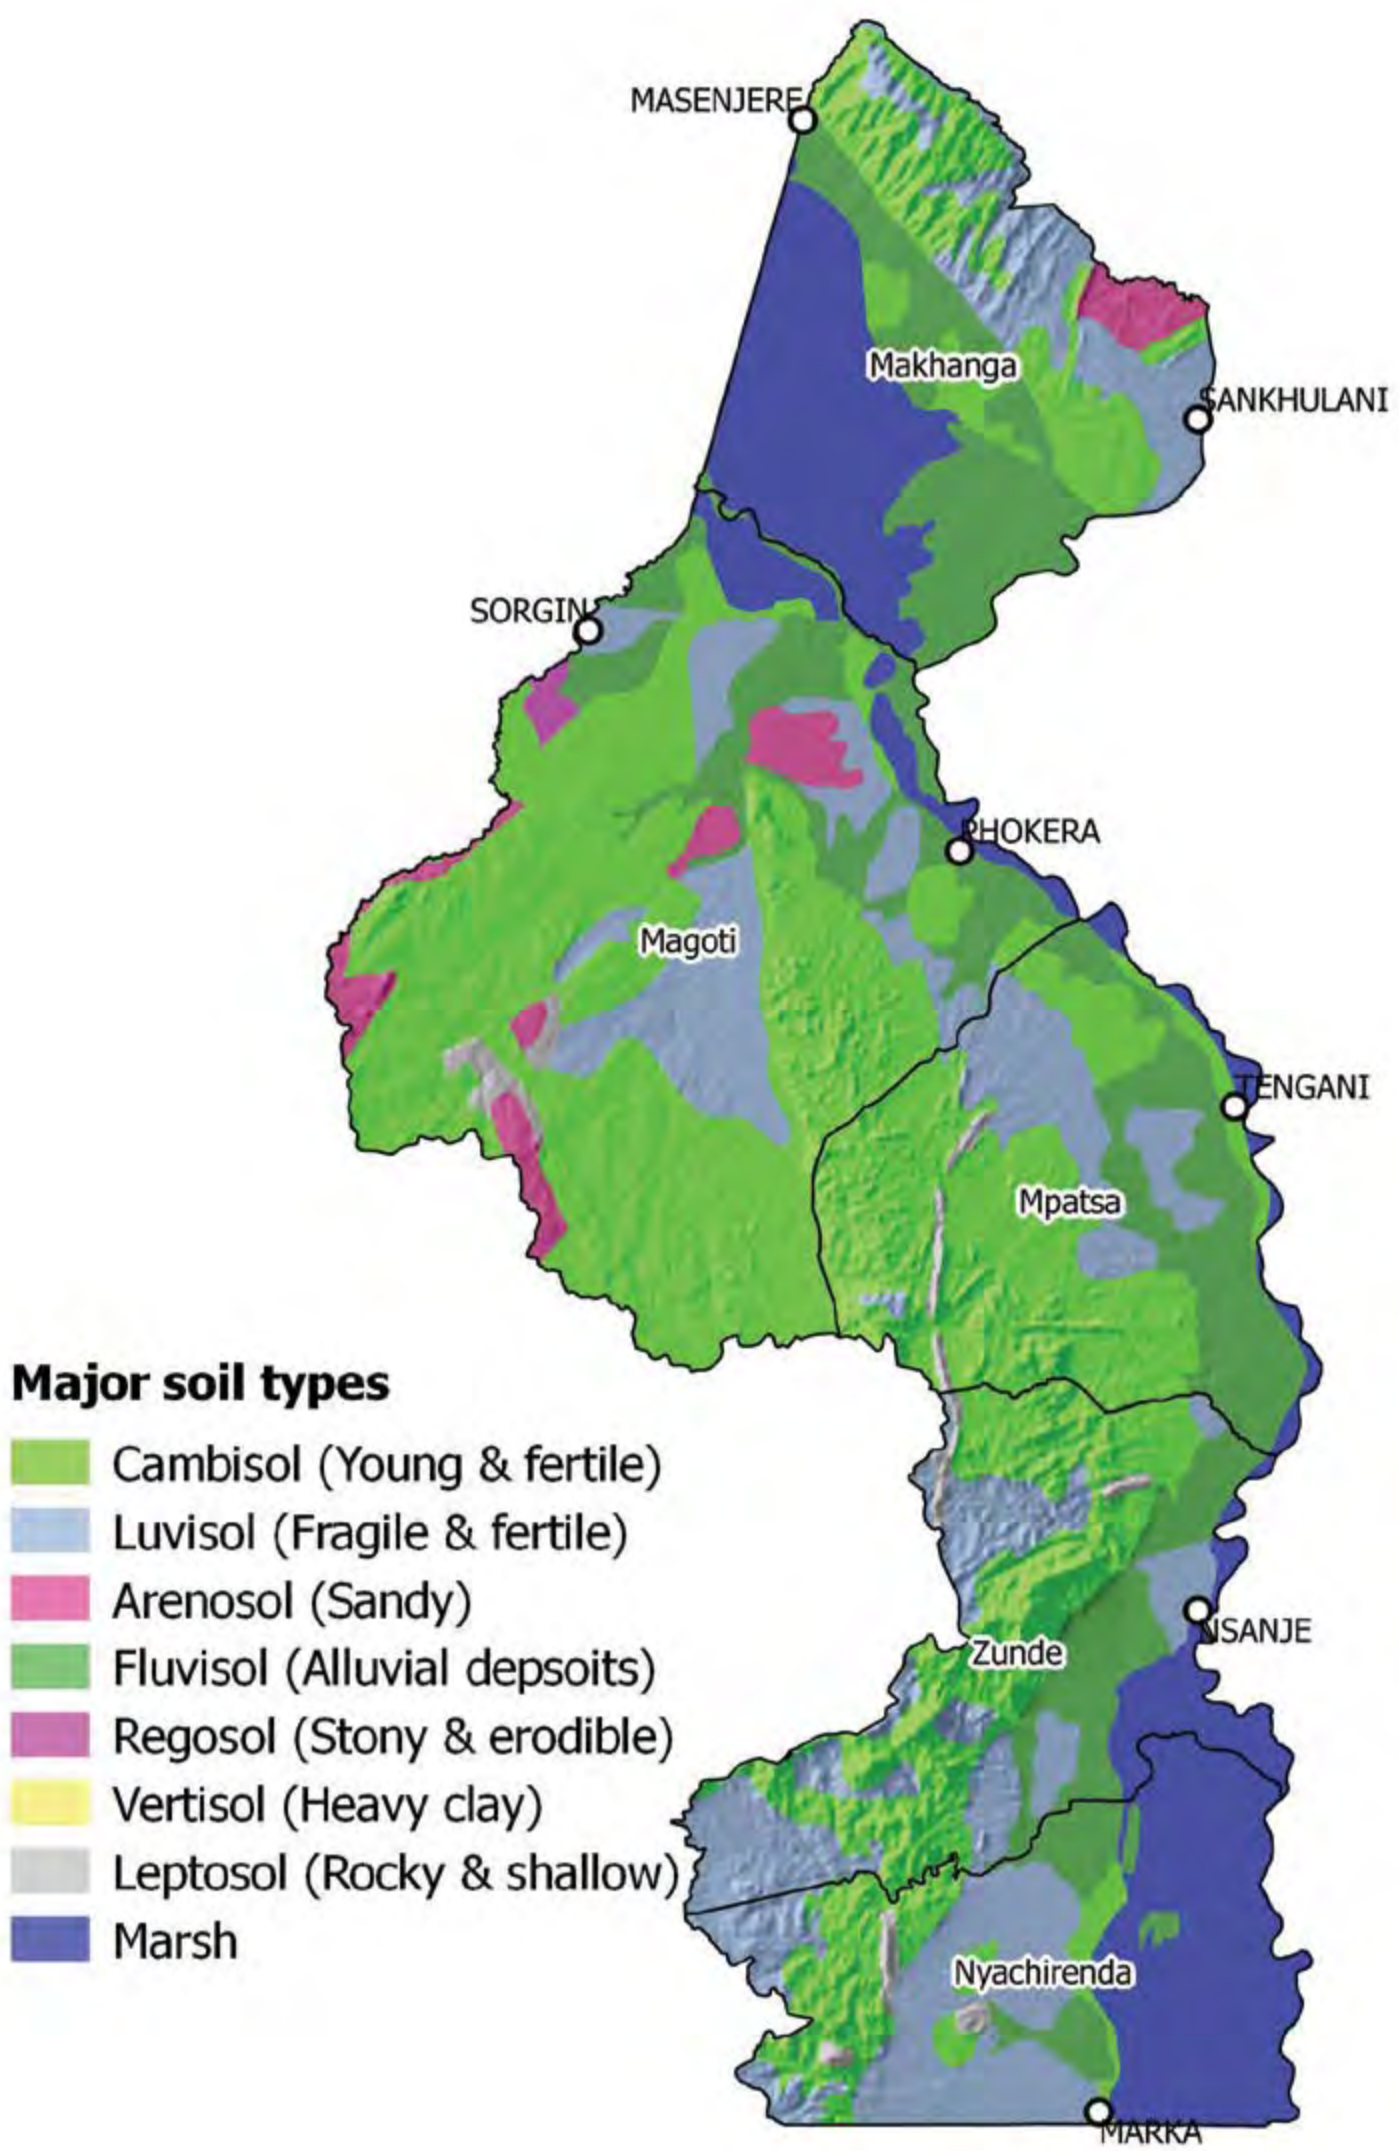 MASENJERE
Makhanga
SANKHULANI
SORGIN
PHOKERA
Magoti
TENGANI
Mpatsa
Major soil types
Cambisol (Young & fertile)
Luvisol (Fragile & fertile)
Arenosol (Sandy)
Fluvisol (Alluvial depsoits)
Regosol (Stony & erodible)
Vertisol (Heavy clay)
Leptosol (Rocky & shallow)
Marsh
NSANJE
Zunde
Nyachirenda
MARKA